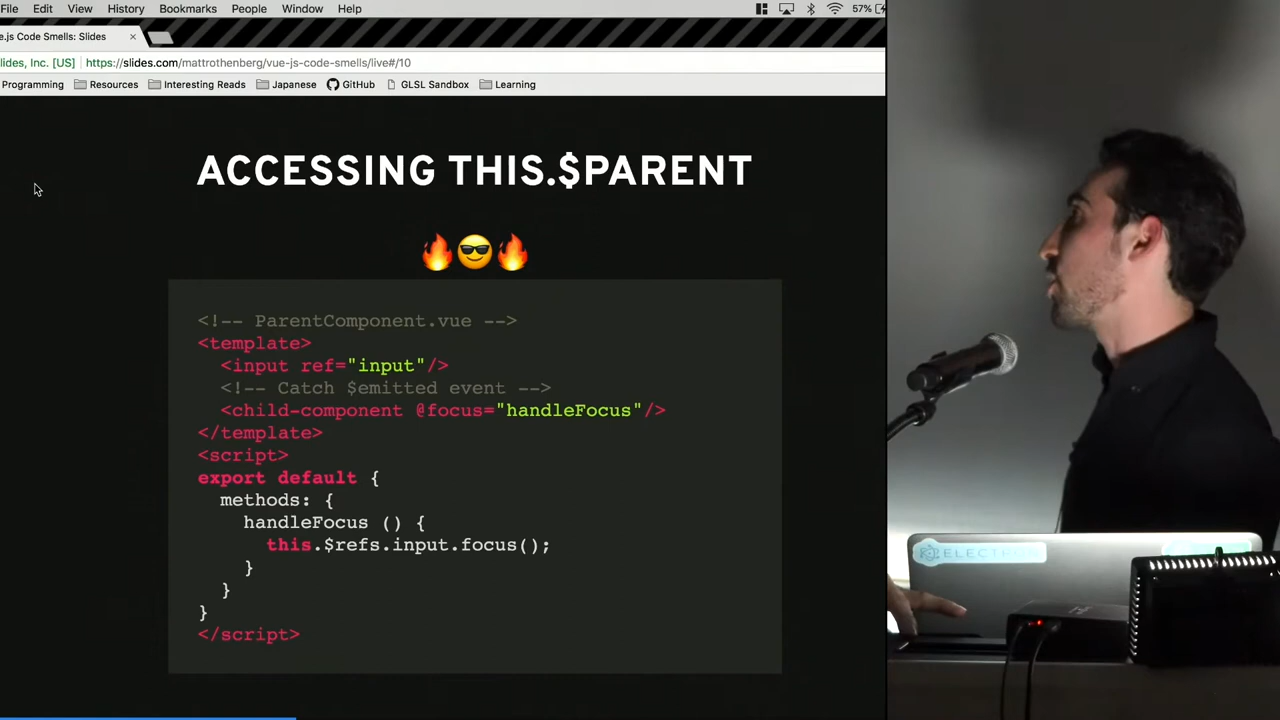 File Edit View History Bookmarks People Window Help 57%
e.js Code Smells: Slides ×
lides, Inc. [US] https://slides.com/mattrothenberg/vue-js-code-smells/live#/10
Programming Resources Interesting Reads Japanese GitHub GLSL Sandbox Learning
ACCESSING THIS.$PARENT
<!-- ParentComponent.vue -->
<template>
<input ref="input"/>
<!-- Catch $emitted event -->
<child-component @focus="handleFocus"/>
</template>
<script>
export default {
methods: {
handleFocus () {
this.$refs.input.focus();
}
}
}
</script>
ELECTR